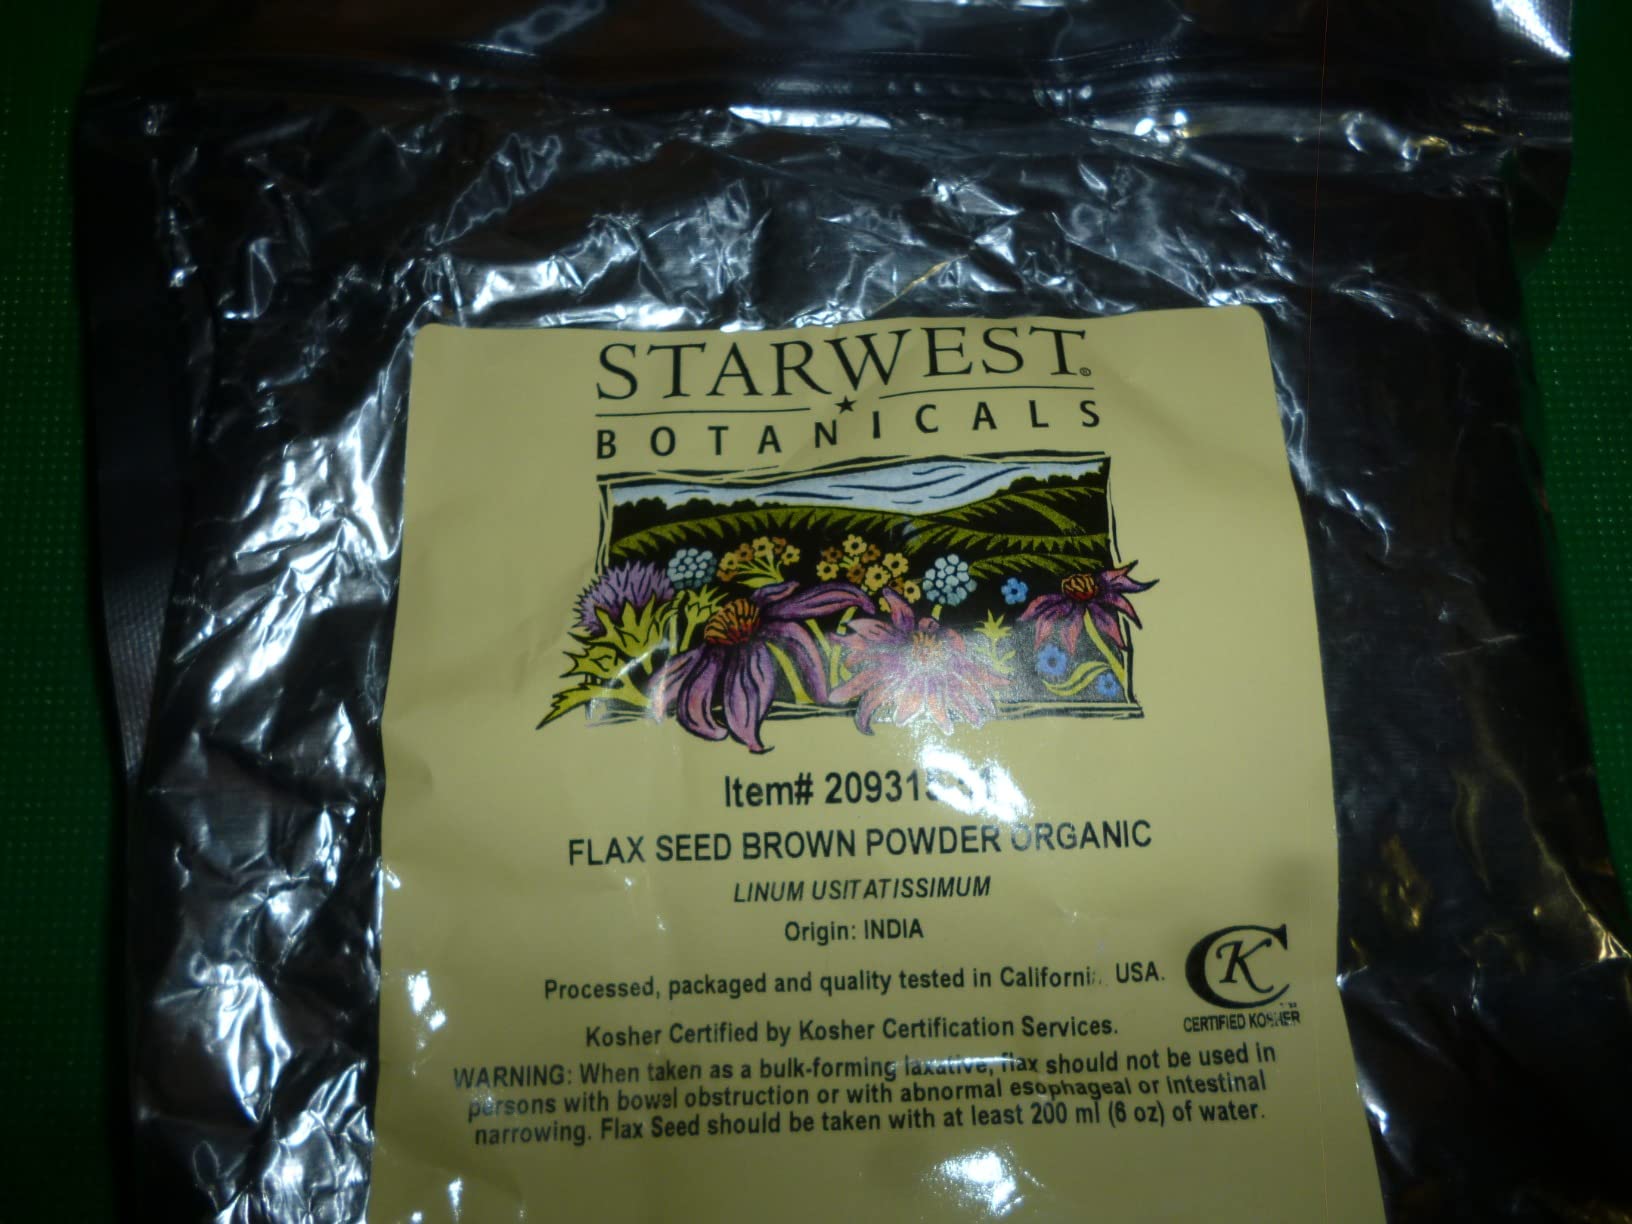 STARWEST®
BOTANICALS
Item#
FLAX SEED BROWN POWDER ORGANIC
LINUM USITATISSIMUM
Origin: INDIA
Processed, packaged and quality tested in California, USA.
CK
CERTIFIED KOSHER
Kosher Certified by Kosher Certification Services.
WARNING: When taken as a bulk-forming laxative, flax should not be used in
persons with bowel obstruction or with abnormal esophageal or intestinal
narrowing. Flax Seed should be taken with at least 200 ml (6 oz) of water.